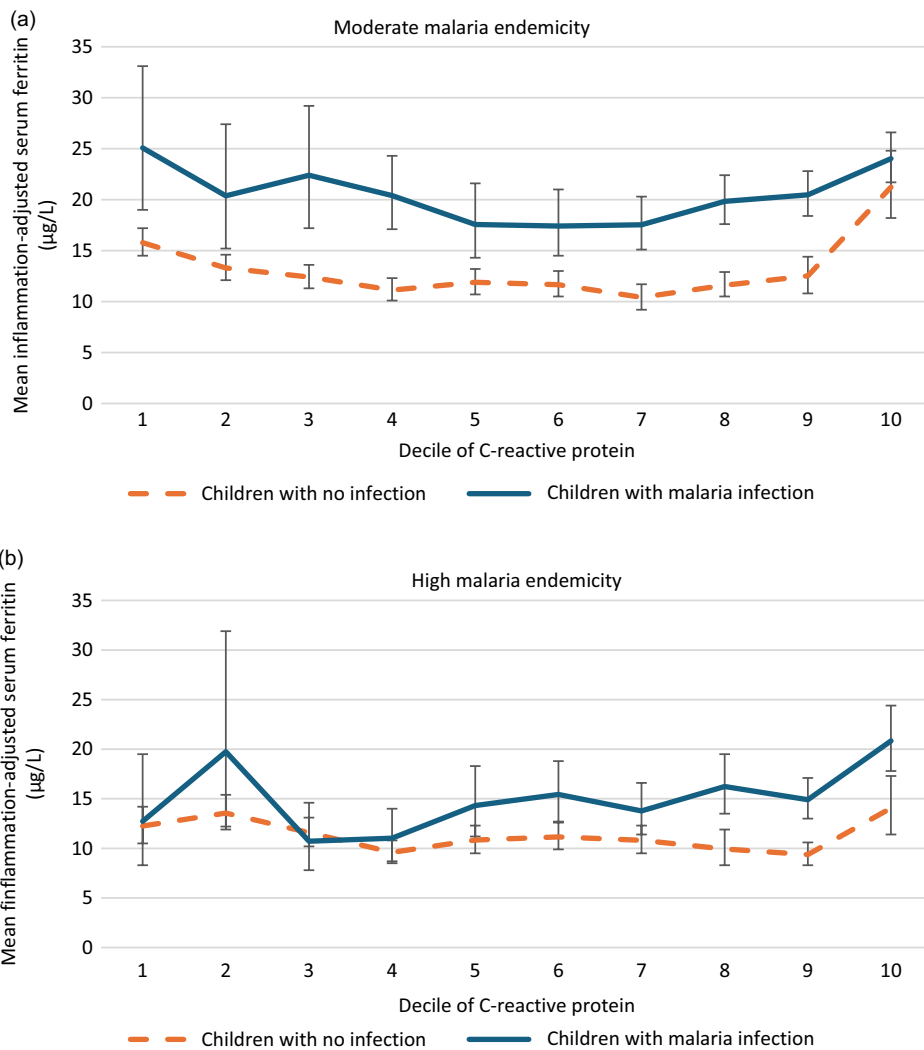 (a)
Moderate malaria endemicity
Mean inflammation-adjusted serum ferritin
(µg/L)
35
30
25
20
15
10
5
0
1 2 3 4 5 6 7 8 9 10
Decile of C-reactive protein
Children with no infection Children with malaria infection
(b)
High malaria endemicity
Mean finflammation-adjusted serum ferritin
(µg/L)
35
30
25
20
15
10
5
0
1 2 3 4 5 6 7 8 9 10
Decile of C-reactive protein
Children with no infection Children with malaria infection